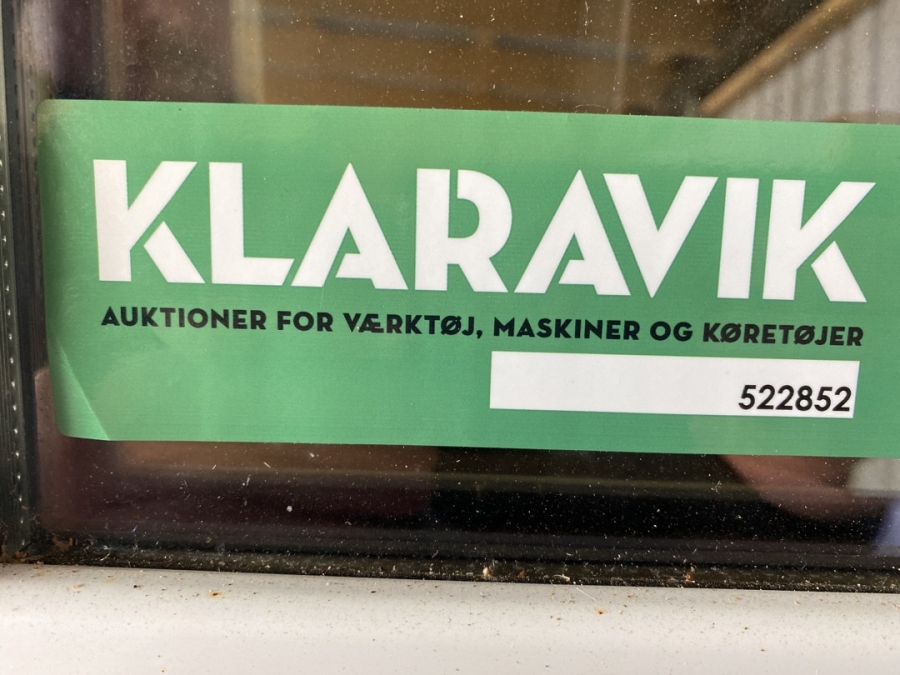 KLARAVIK
AUKTIONER FOR VÆRKTØJ, MASKINER OG KØRETØJER
522852